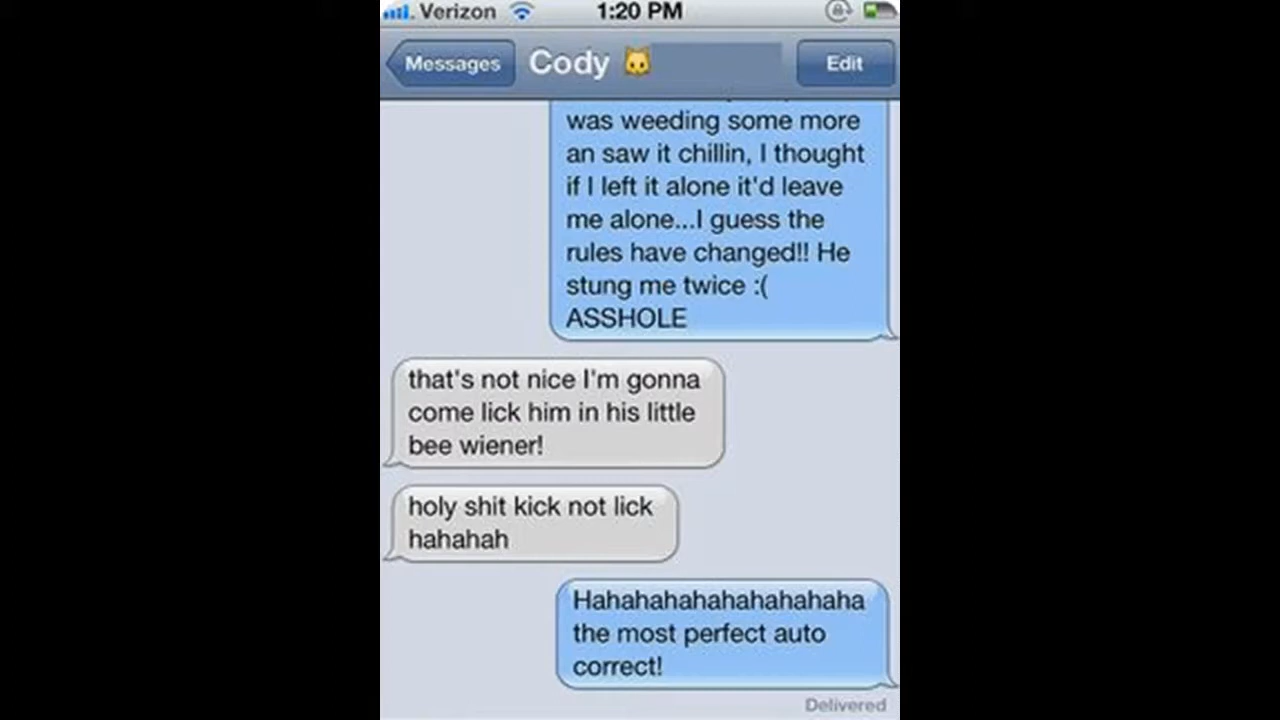 Verizon 1:20 PM
Messages Cody Edit
was weeding some more
an saw it chillin, I thought
if I left it alone it'd leave
me alone...I guess the
rules have changed!! He
stung me twice :(
ASSHOLE
that's not nice I'm gonna
come lick him in his little
bee wiener!
holy shit kick not lick
hahahah
Hahahahahahahahahaha
the most perfect auto
correct!
Delivered